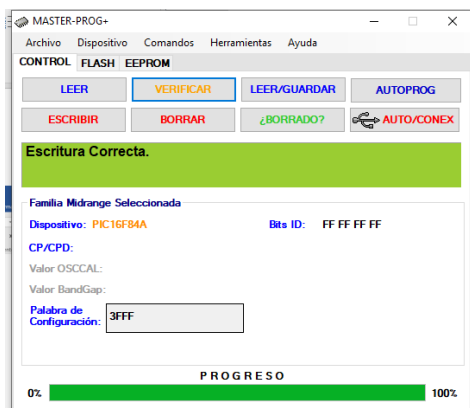 MASTER-PROG+
Archivo Dispositivo Comandos Herramientas Ayuda
CONTROL FLASH EEPROM
LEER VERIFICAR LEER/GUARDAR AUTOPROG
ESCRIBIR BORRAR ¿BORRADO? AUTO/CONEX
Escritura Correcta.
Familia Midrange Seleccionada
Dispositivo: PIC16F84A Bits ID: FF FF FF FF
CP/CPD:
Valor OSCCAL:
Valor BandGap:
Palabra de
Configuración: 3FFF
PROGRESO
0% 100%